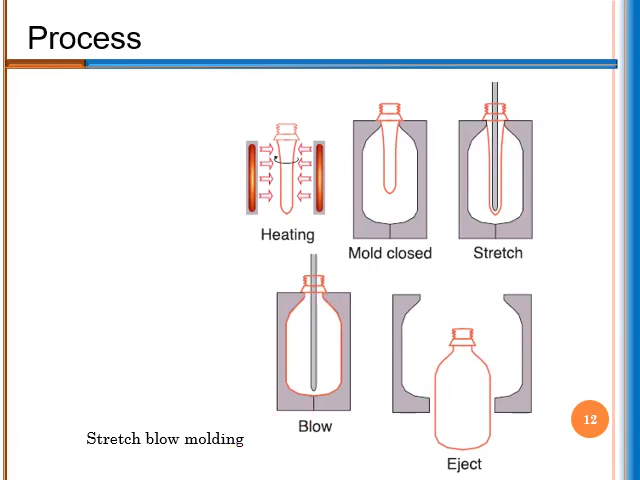 Process
Heating
Mold closed
Stretch
Blow
12
Stretch blow molding
Eject